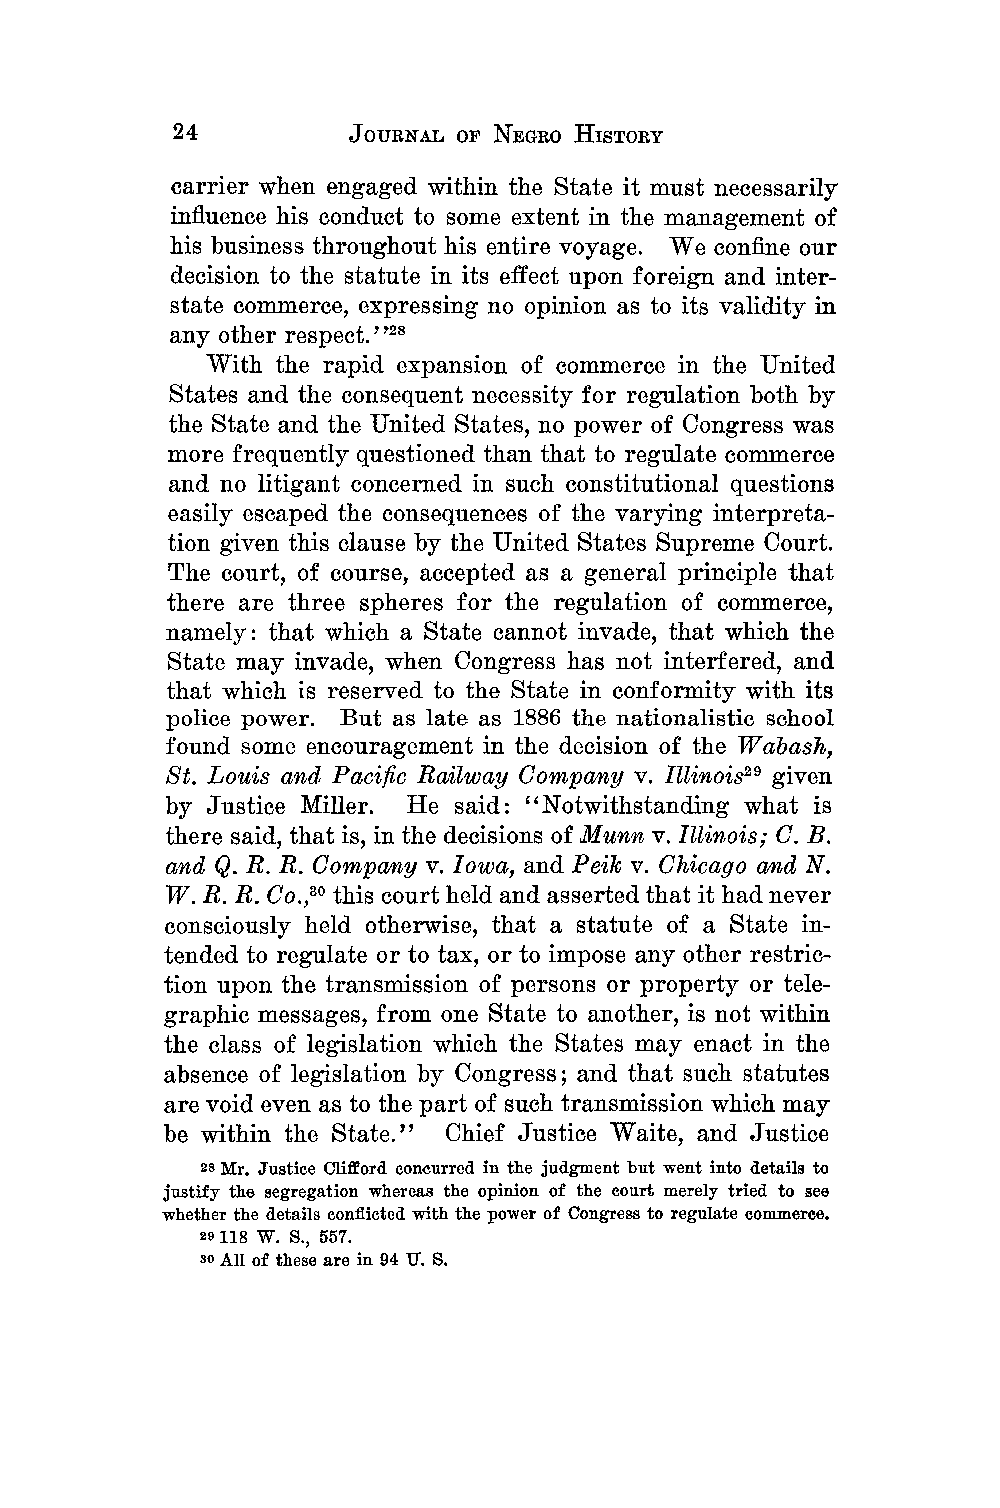 24 JOURNAL OF NEGRO HISTORY
carrier when engaged within the State it must necessarily
influence his conduct to some extent in the management of
his business throughout his entire voyage. We confine our
decision to the statute in its effect upon foreign and inter-
state commerce, expressing no opinion as to its validity in
any other respect.''28
With the rapid expansion of commerce in the United
States and the consequent necessity for regulation both by
the State and the United States, no power of Congress was
more frequently questioned than that to regulate commerce
and no litigant concerned in such constitutional questions
easily escaped the consequences of the varying interpreta-
tion given this clause by the United States Supreme Court.
The court, of course, accepted as a general principle that
there are three spheres for the regulation of commerce,
namely: that which a State cannot invade, that which the
State may invade, when Congress has not interfered, and
that which is reserved to the State in conformity with its
police power. But as late as 1886 the nationalistic school
found some encouragement in the decision of the Wabash,
St. Louis and Pacific Railway Company v. Illinois29 given
by Justice Miller. He said: "Notwithstanding what is
there said, that is, in the decisions of Munn v. Illinois; C. B.
and Q. R. R. Company v. Iowa, and Peik v. Chicago and N.
W. R. R. Co.,30 this court held and asserted that it had never
consciously held otherwise, that a statute of a State in-
tended to regulate or to tax, or to impose any other restric-
tion upon the transmission of persons or property or tele-
graphic messages, from one State to another, is not within
the class of legislation which the States may enact in the
absence of legislation by Congress; and that such statutes
are void even as to the part of such transmission which may
be within the State." Chief Justice Waite, and Justice
28 Mr. Justice Clifford concurred in the judgment but went into details to
justify the segregation whereas the opinion of the court merely tried to see
whether the details conflicted with the power of Congress to regulate commerce.
29 118 W. S., 557.
30 All of these are in 94 U. S.